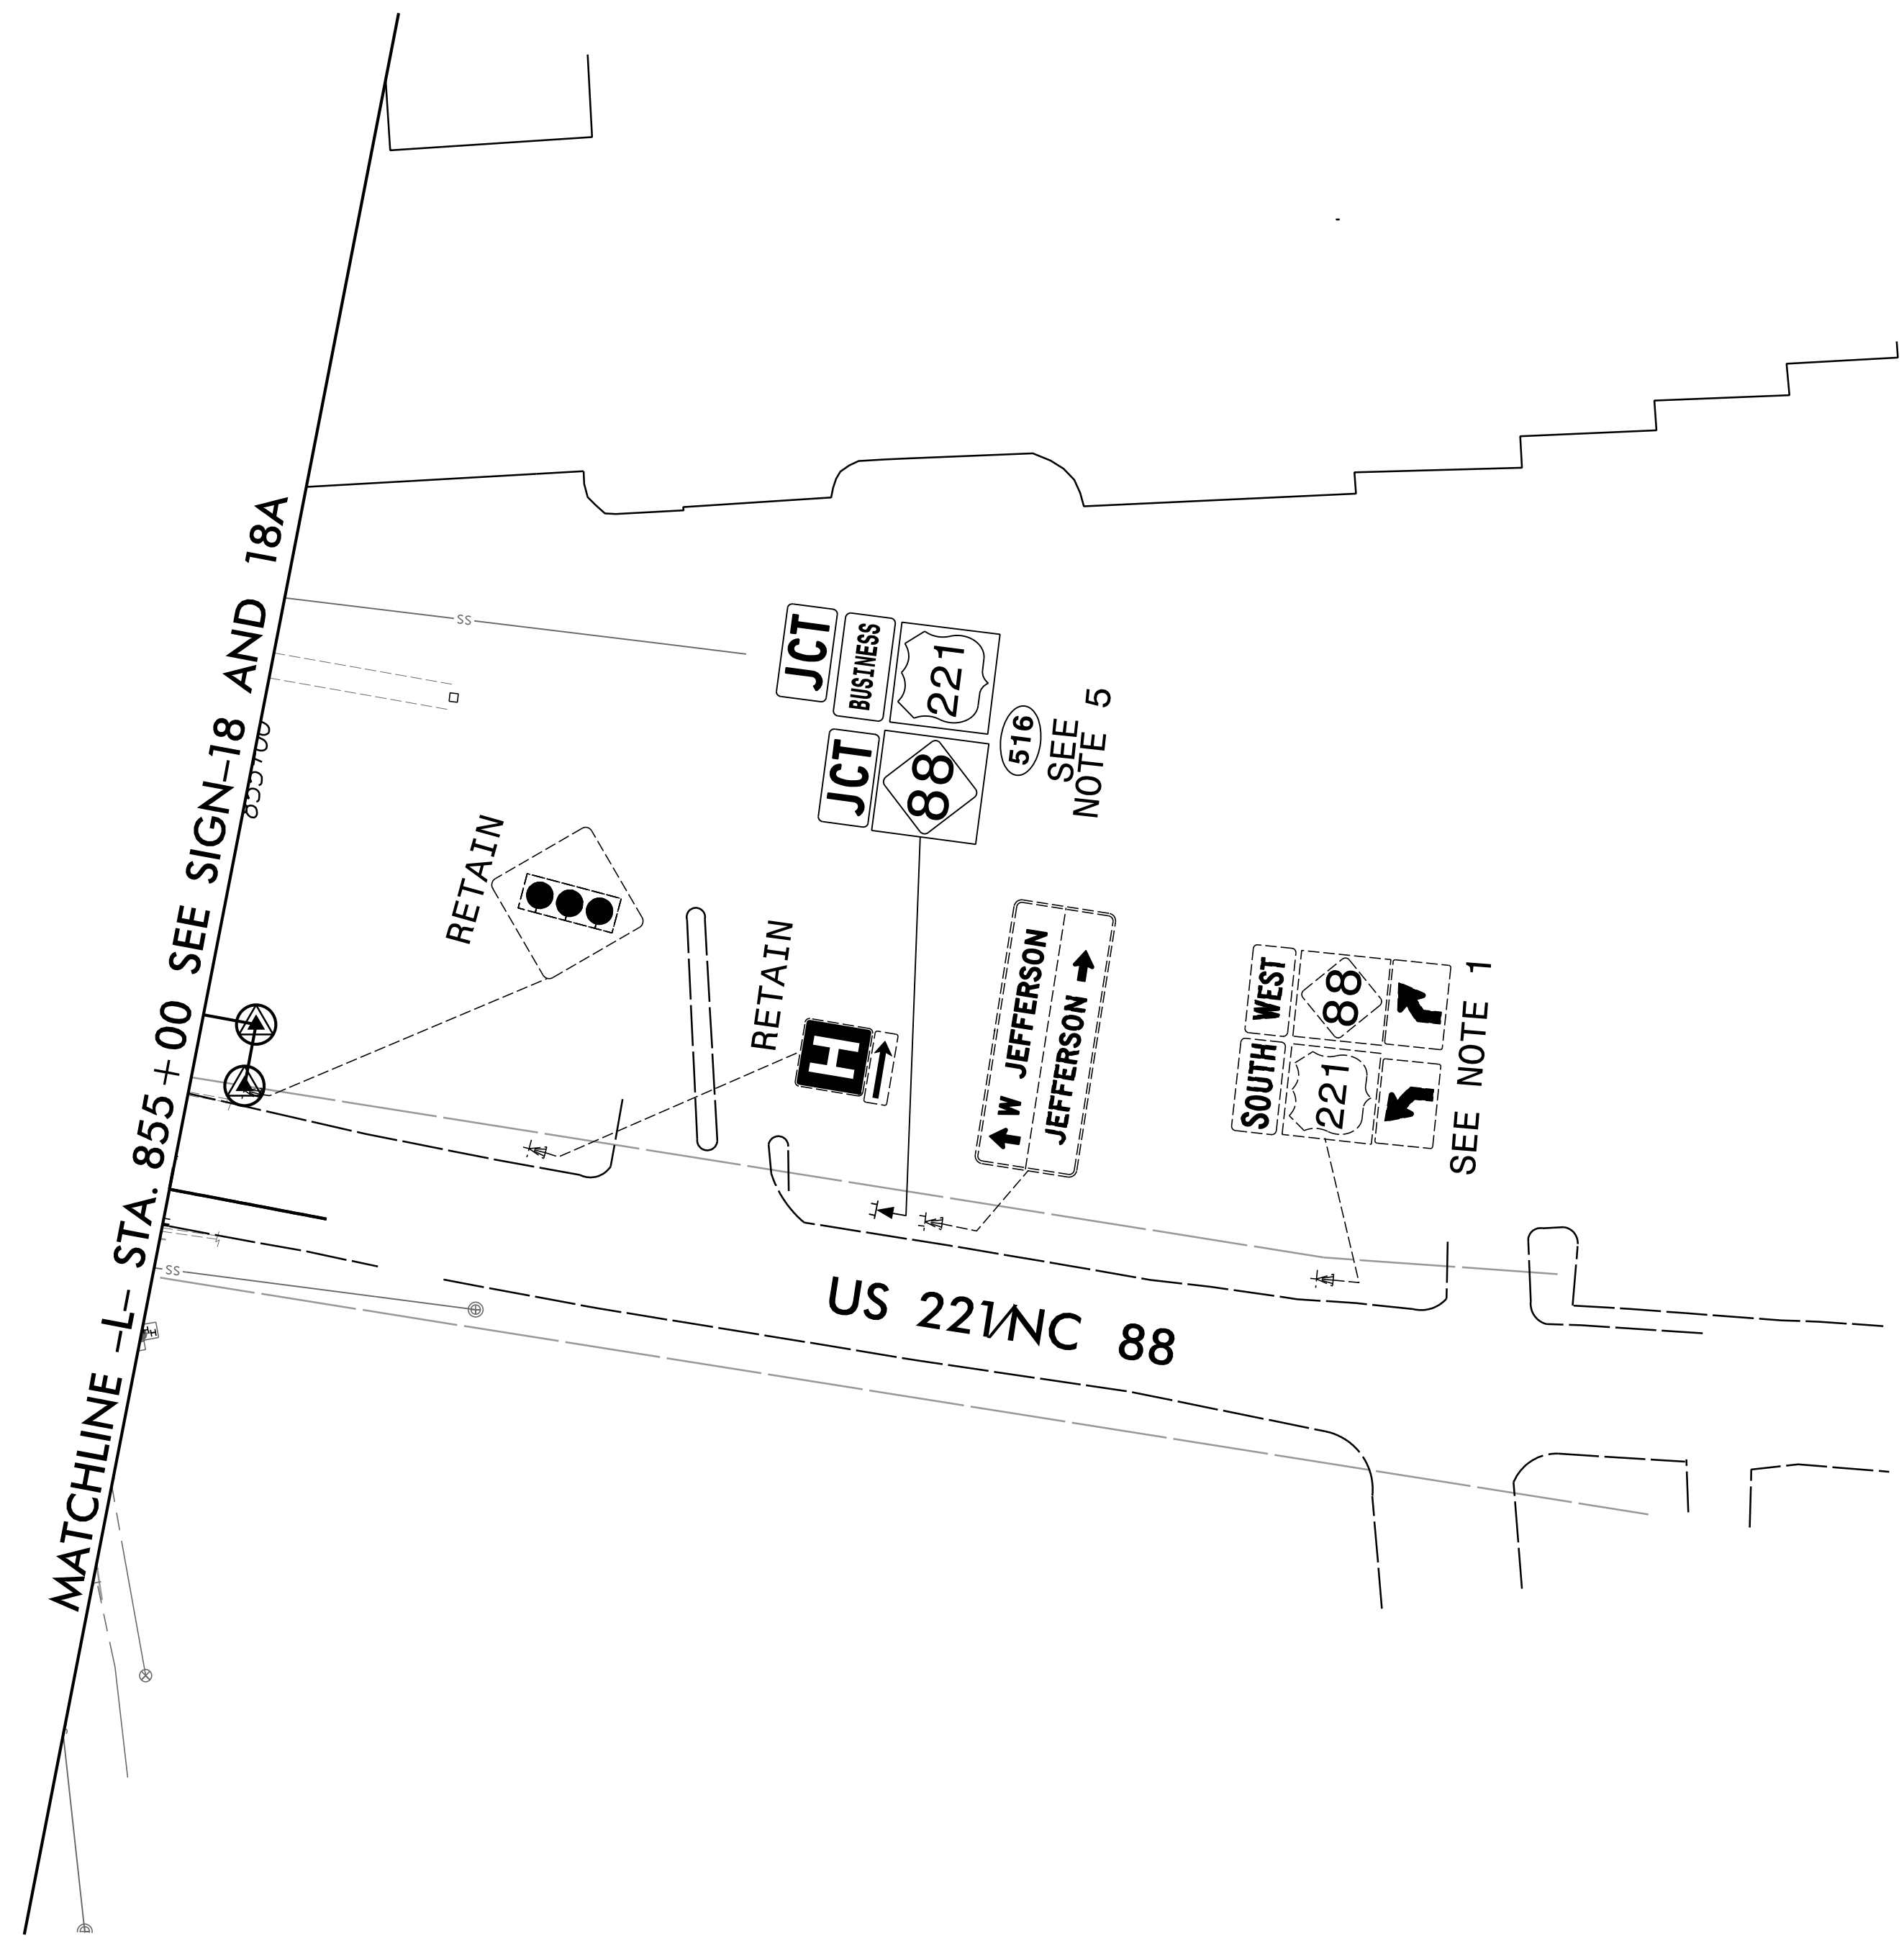 MATCHLINE -L- STA. 855+00 SEE SIGN-18 AND 18A
SS
JCT
BUSINESS
221
JCT
88
516
SEE
NOTE 5
RETAIN
RETAIN
H
W JEFFERSON
JEFFERSON
WEST
88
SOUTH
221
SEE NOTE 1
SS
US 221/NC 88